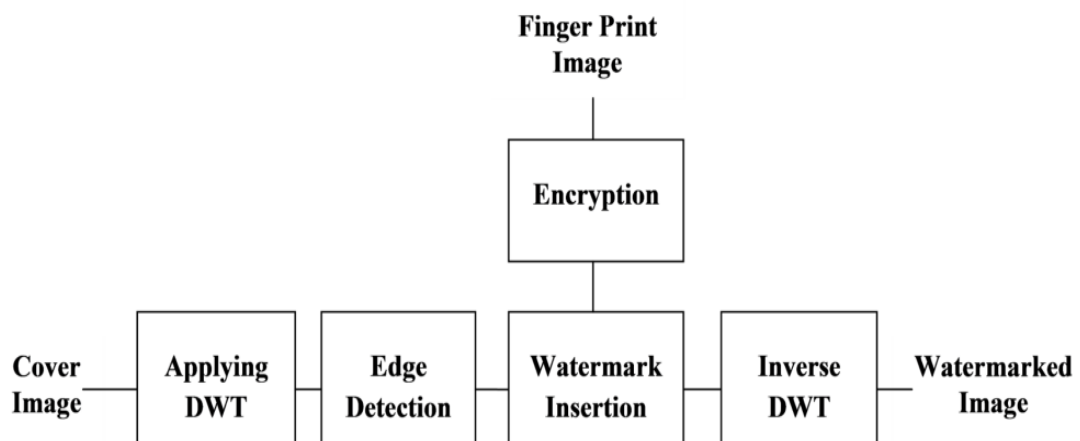 Finger Print
Image
Encryption
Cover
Image
Applying
DWT
Edge
Detection
Watermark
Insertion
Inverse
DWT
Watermarked
Image